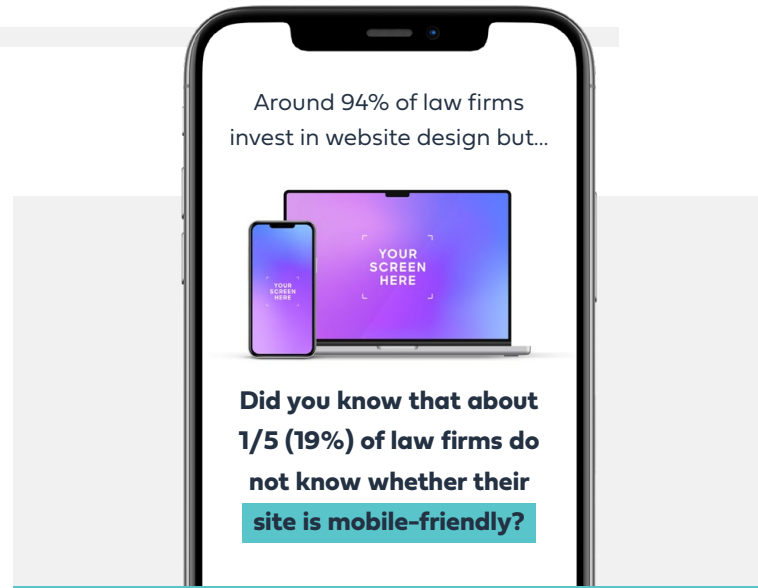 Around 94% of law firms
invest in website design but...
YOUR
SCREEN
HERE
YOUR
SCREEN
HERE
Did you know that about
1/5 (19%) of law firms do
not know whether their
site is mobile-friendly?